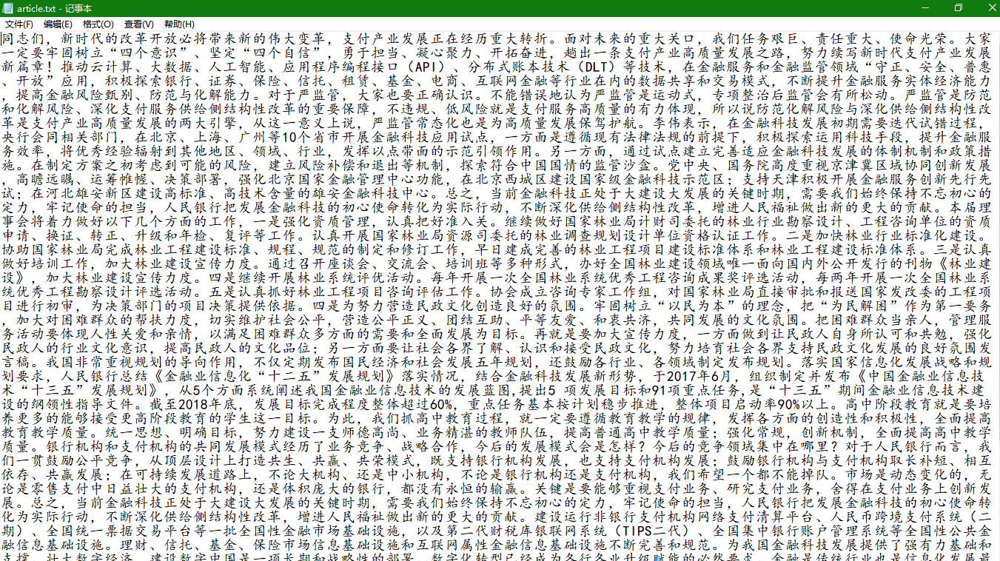 article.txt - 记事本
文件(F) 编辑(E) 格式(O) 查看(V) 帮助(H)
同志们，新时代的改革开放必将带来新的伟大变革，支付产业发展正在经历重大转折。面对未来的重大关口，我们任务艰巨、责任重大、使命光荣。大家
一定要牢固树立“四个意识”、坚定“四个自信”，勇于担当、凝心聚力、开拓奋进，趟出一条支付产业高质量发展之路，努力续写新时代支付产业发展
新篇章！推动云计算、大数据、人工智能、应用程序编程接口（API）、分布式账本技术（DLT）等技术，在金融服务和金融监管领域“守正、安全、普惠
、开放”应用，积极探索银行、证券、保险、信托、租赁、基金、电商、互联网金融等行业在内的数据共享和交易模式，不断提升金融服务实体经济能力
，提高金融风险甄别、防范与化解能力。对于严监管，大家也要正确认识。不能错误地认为严监管是运动式，专项整治后监管会有所松动。严监管是防范
和化解风险、深化支付服务供给侧结构性改革的重要保障，不违规、低风险就是支付服务高质量的有力体现，所以说防范化解风险与深化供给侧结构性改
革是支付产业高质量发展的两大引擎，从这一意义上说，严监管常态化也是为高质量发展保驾护航。李伟表示，在金融科技发展初期需要迭代试错过程，
央行会同相关部门，在北京、上海、广州等10个省市开展金融科技应用试点，一方面是遵循现有法律法规的前提下，积极探索运用科技手段，提升金融服
务效率，将优秀经验辐射到其他地区、领域、行业，发挥以点带面的示范引领作用。另一方面，通过试点建立完善适应金融科技发展的体制机制和政策措
施。在制定方案之初考虑到可能的风险，建立风险补偿和退出等机制，探索符合中国国情的监管沙盒。党中央、国务院高度重视京津冀区域协同创新发展
，高瞻远瞩、运筹帷幄、决策部署，强化北京国家金融管理中心功能，在北京西城区建设国家级金融科技示范区；支持天津积极开展金融服务创新先行先
试；在河北雄安新区建设高标准、高技术含量的雄安金融科技中心。总之，当前金融科技正处于大建设大发展的关键时期，需要我们始终保持不忘初心的
定力，牢记使命的担当，人民银行把发展金融科技的初心使命转化为实际行动，不断深化供给侧结构性改革，增进人民福祉做出新的更大的贡献。本届理
事会将着力做好以下几个方面的工作，一是强化资质管理，认真把好准入关。继续做好国家林业局计财司委托的林业行业勘察设计、工程咨询单位的资质
申请、换证、转正、升级和年检、复评等工作。认真开展国家林业局资源司委托的林业调查规划设计单位资格认证工作。二是加快林业行业标准化建设。
协助国家林业局完成林业工程建设标准、规程、规范的制定和修订工作，早日建成完善的林业工程项目建设标准体系和林业工程建设标准体系。三是认真
做好培训工作，加大林业建设宣传力度。通过召开座谈会、交流会、培训班等多种形式，办好全国林业建设领域唯一面向国内外公开发行的刊物《林业建
设》，加大林业建设宣传力度。四是继续开展林业系统评优活动。每年开展一次全国林业系统优秀工程咨询成果奖评选活动，每两年开展一次全国林业系
统优秀工程勘察设计评选活动。五是认真抓好林业工程项目咨询评估工作。协会成立咨询专家工作组，对国家林业局直接审批和报送国家发改委的工程项
目进行初审，为决策部门的项目决策提供依据。四是为努力营造民政文化创造良好的氛围。牢固树立“以民为本”的理念，把“为民解困”作为第一要务
，加大对困难群众的帮扶力度，切实维护社会公平，营造公平正义、团结互助、平等友爱、和衷共济，共同发展的文化氛围。把困难群众当亲人，管理服
务活动要体现人性关爱和亲情，以满足困难群众多方面的需要和全面发展为目标。再就是要加大宣传力度，一方面做到让民政人自身所认可和共勉，强化
民政人的行业文化意识，提高民政人的文化品位；另一方面要让社会各界了解、认识和接受民政文化，努力培育社会各界支持民政文化发展的良好氛围发
言稿。我国非常重视规划的导向作用，不仅定期发布国民经济和社会发展五年规划，还鼓励各行业、各领域制定发布规划。落实国家信息化发展战略和规
划要求，人民银行总结《金融业信息化“十二五”发展规划》落实情况，结合金融科技发展新形势，于2017年6月，组织制定并发布《中国金融业信息技
术“十三五”发展规划》，从5个方面系统阐述我国金融业信息技术的发展蓝图,提出5 项发展目标和91项重点任务,是“十三五”期间金融业信息技术建
设的纲领性指导文件。截至2018年底，发展目标完成程度整体超过60%，重点任务基本按计划稳步推进，整体项目启动率90%以上。高中阶段教育就是要培
养更多的能够接受更高阶段教育的学生这一目标。为此，我们抓高中教育过程，就一定要遵循教育教学的规律，发挥各方面的创造性和积极性，全面提高
教育教学质量。统一思想、明确目标，努力建设一支师德高尚、业务精湛的教师队伍，提高普通高中教学质量；强化常规，创新机制，全面提高高中教学
质量。银行机构和支付机构的共同发展模式经历了业务竞争、战略合作，今后的发展模式会是怎样？今后的竞争领域集中在哪里？对于人民银行而言，我
们一贯鼓励公平竞争，从顶层设计上打造共生、共赢、共荣模式，既支持银行机构发展，也支持支付机构发展；鼓励银行机构与支付机构取长补短、相互
依存、共赢发展；在可持续发展道路上，不论大机构、还是中小机构，不论是银行机构还是支付机构，我们希望一个都不能掉队。市场是动态变化的，无
论是零售支付中日益壮大的支付机构，还是体积庞大的银行，都没有永恒的输赢。关键是要能够重视支付业务、研究支付业务，舍得在支付业务上创新发
展。总之，当前金融科技正处于大建设大发展的关键时期，需要我们始终保持不忘初心的定力，牢记使命的担当，人民银行把发展金融科技的初心使命转
化为实际行动，不断深化供给侧结构性改革，增进人民福祉做出新的更大的贡献。建设运行非银行支付机构网络支付清算平台、人民币跨境支付系统（二
期）、全国统一票据交易平台等一批全国性金融市场基础设施，以及第二代财税库银联网系统（TIPS二代）、全国集中银行账户管理系统等全国性公共金
融信息基础设施。理财、信托、基金、保险市场信息基础设施和互联网属性金融信息基础设施不断完善和规范。为我国金融科技发展提供了强有力基础和
支撑。壮大数字经济、建设数字中国是一项长期和战略性的部署，数字化转型已经成为各行各业升级赋能的必然要求。金融是传统行业也是信息化发展最